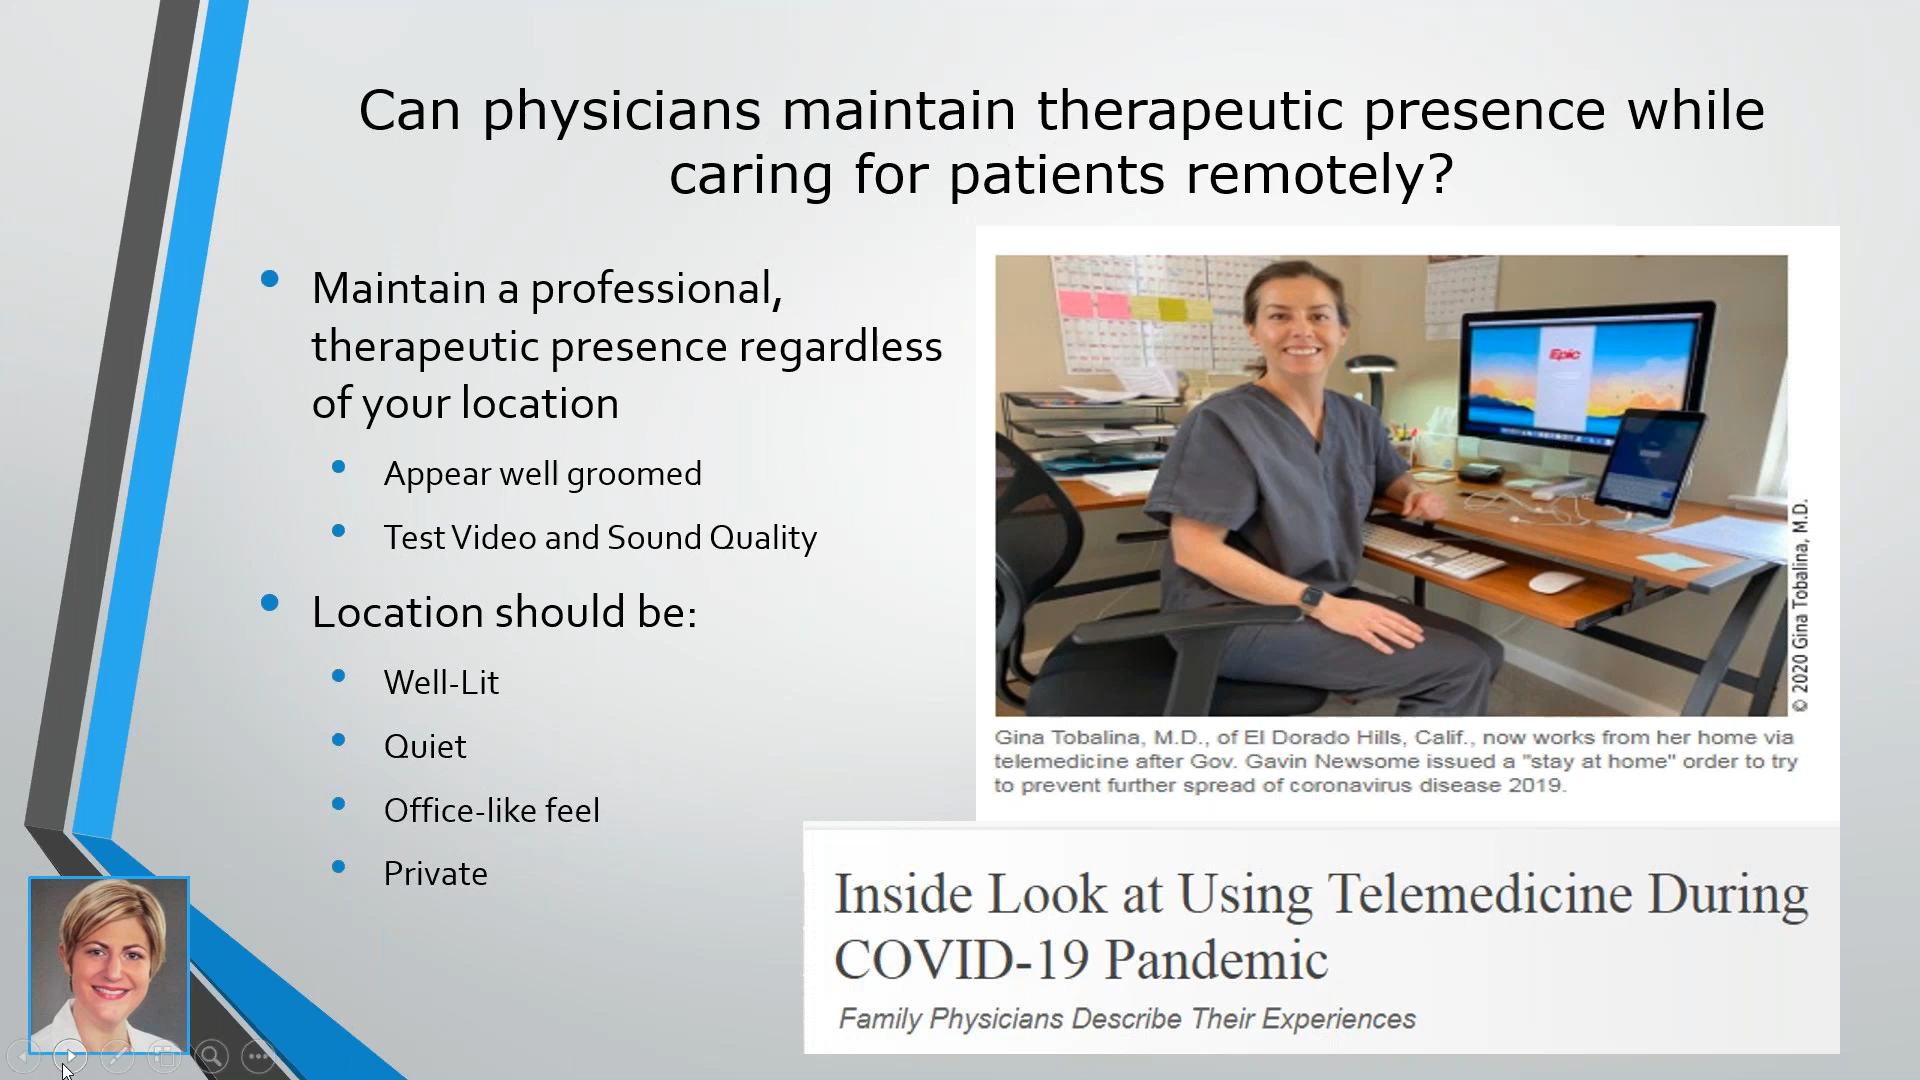 Can physicians maintain therapeutic presence while
caring for patients remotely?
Maintain a professional,
therapeutic presence regardless
of your location
Appear well groomed
Test Video and Sound Quality
Location should be:
Well-Lit
Quiet
Office-like feel
Private
Epic
© 2020 Gina Tobalina, M.D.
Gina Tobalina, M.D., of El Dorado Hills, Calif., now works from her home via
telemedicine after Gov. Gavin Newsome issued a "stay at home" order to try
to prevent further spread of coronavirus disease 2019.
Inside Look at Using Telemedicine During
COVID-19 Pandemic
Family Physicians Describe Their Experiences